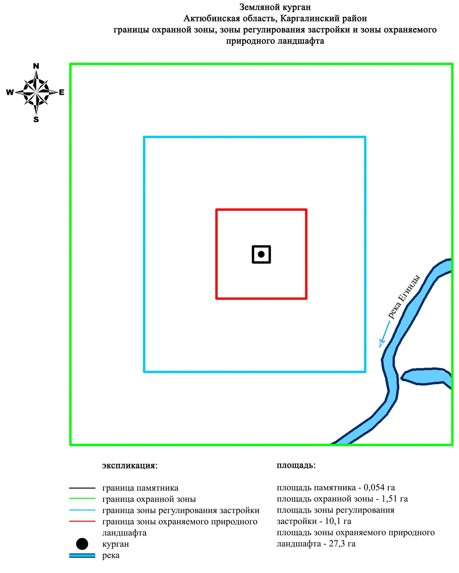 Земляной курган
Актюбинская область, Каргалинский район
границы охранной зоны, зоны регулирования застройки и зоны охраняемого
природного ландшафта
N
W E
S
река Егинды
экспликация:
граница памятника
граница охранной зоны
граница зоны регулирования застройки
граница зоны охраняемого природного
ландшафта
курган
река
площадь:
площадь памятника - 0,054 га
площадь охранной зоны - 1,51 га
площадь зоны регулирования
застройки - 10,1 га
площадь зоны охраняемого природного
ландшафта - 27,3 га